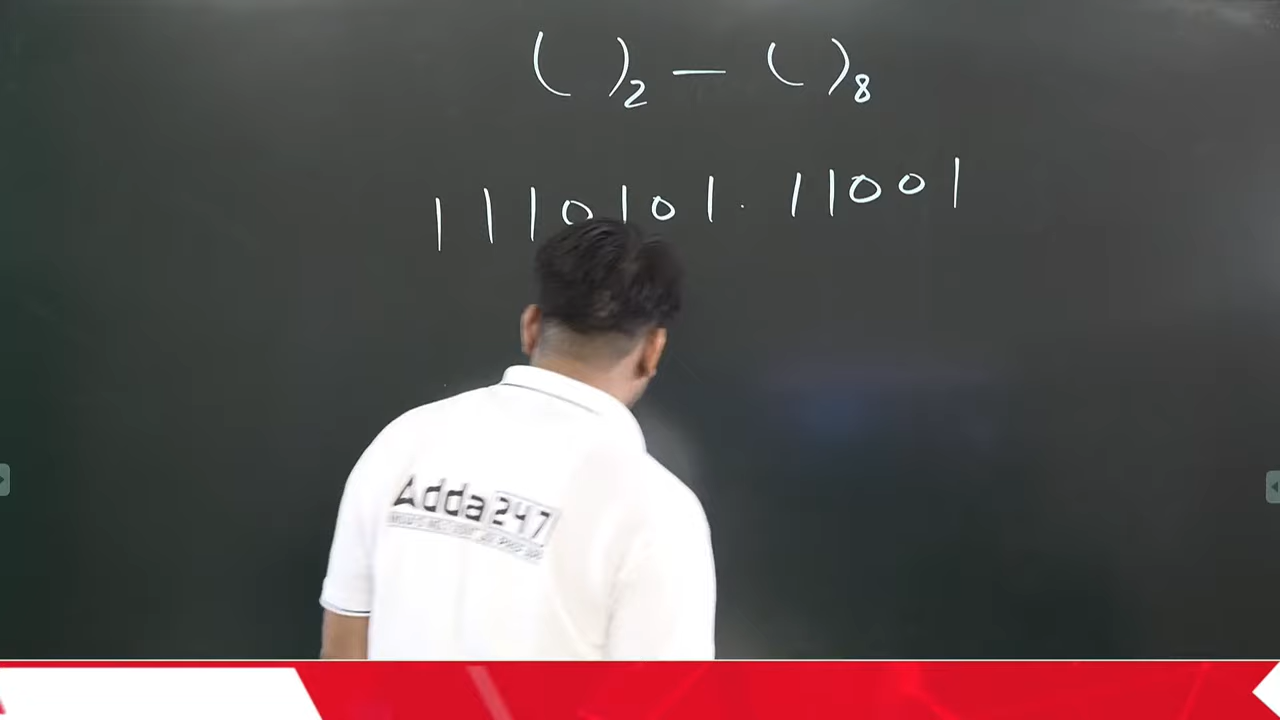 ( )₂ — ( )₈
1110101.11001
Adda247